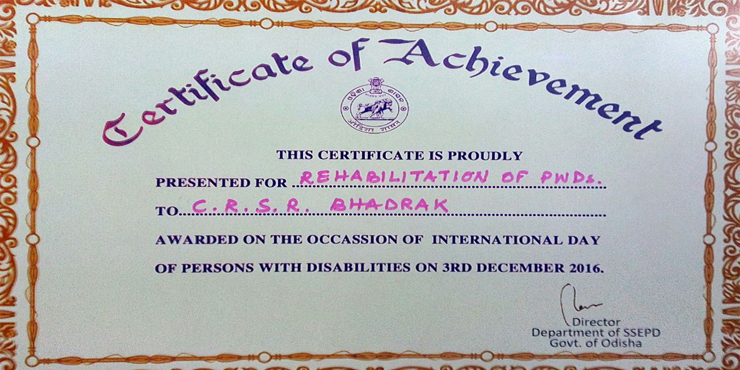 Certificate of Achievement
THIS CERTIFICATE IS PROUDLY
PRESENTED FOR REHABILITATION OF PWDs.
TO C.R.S.R. BHADRAK
AWARDED ON THE OCCASSION OF INTERNATIONAL DAY
OF PERSONS WITH DISABILITIES ON 3RD DECEMBER 2016.
Director
Department of SSEPD
Govt. of Odisha